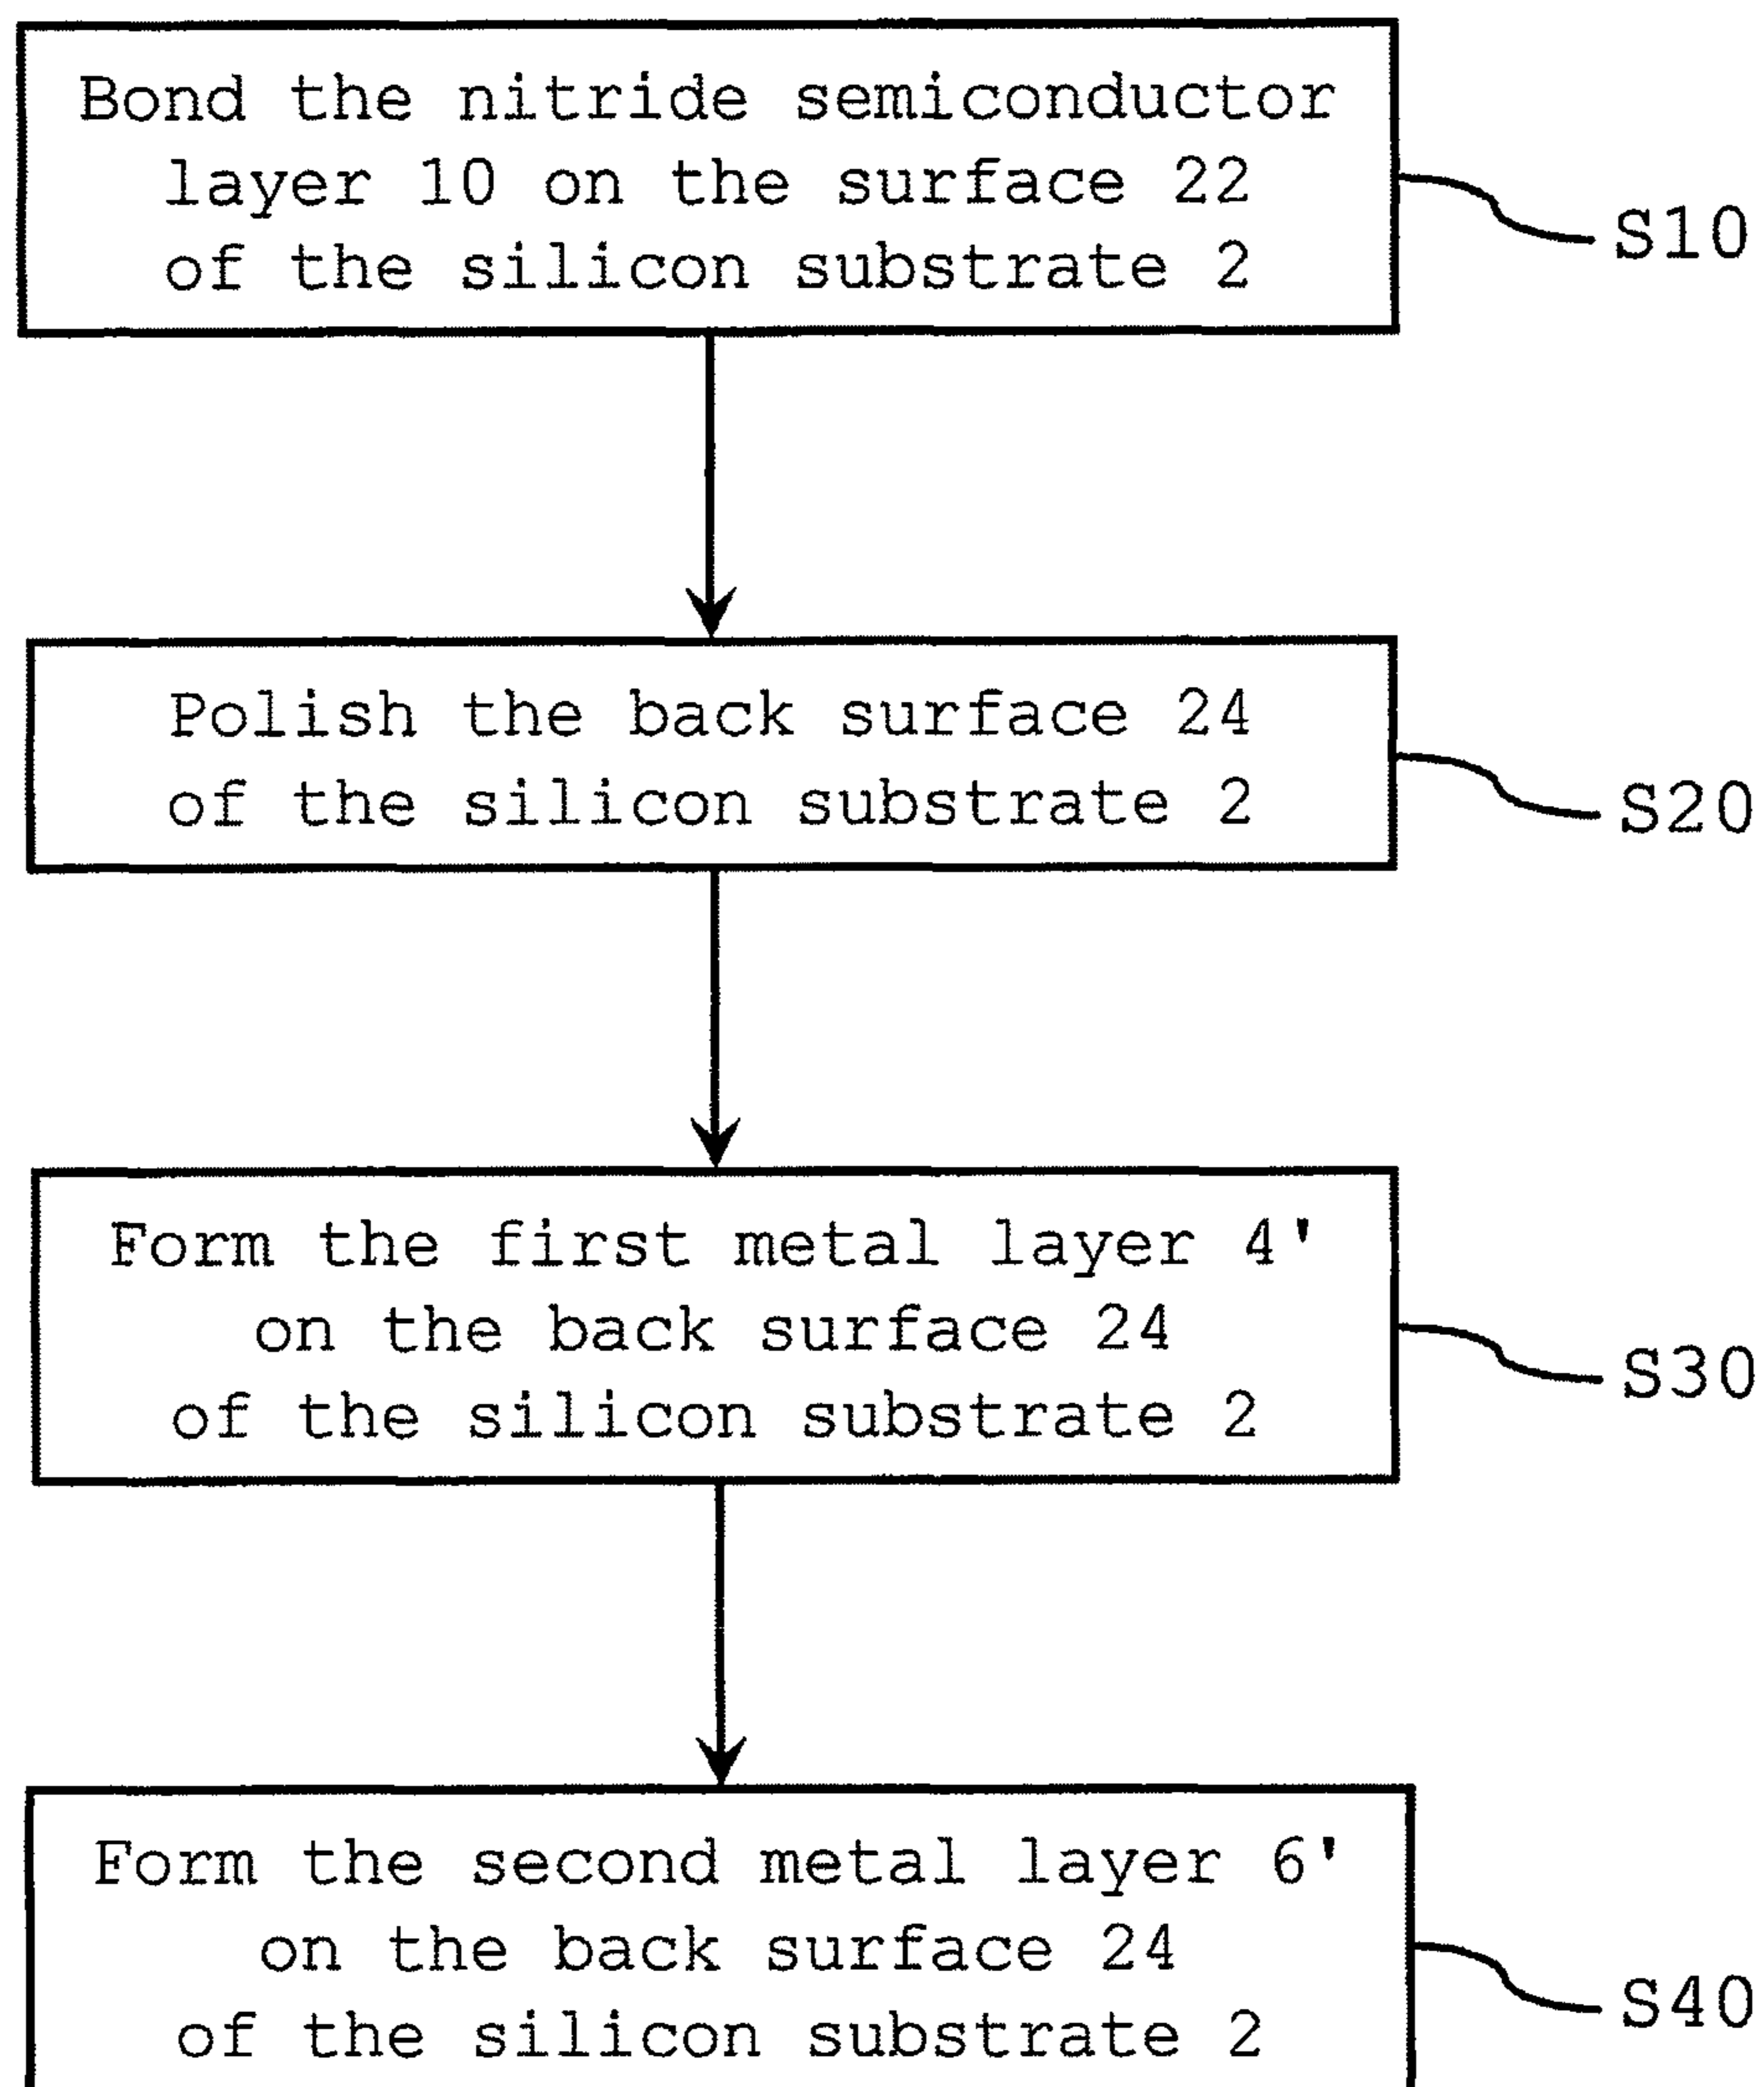 Bond the nitride semiconductor
layer 10 on the surface 22
of the silicon substrate 2
S10
Polish the back surface 24
of the silicon substrate 2
S20
Form the first metal layer 4'
on the back surface 24
of the silicon substrate 2
S30
Form the second metal layer 6'
on the back surface 24
of the silicon substrate 2
S40